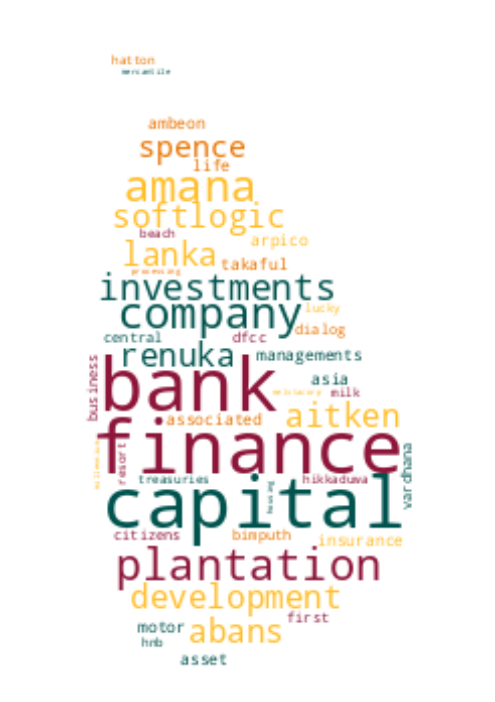 hatton
mercantile
ambeon
spence
life
amana
softlogic
beach
arpico
lanka
takaful
processing
investments
company
lucky
dialog
central
dfcc
renuka
managements
business
bank
asia
milk
associated
aitken
finance
resort
vardhana
treasuries
hikkaduwa
capital
housing
citizens
bimputh
insurance
plantation
development
first
motor
abans
hnb
asset